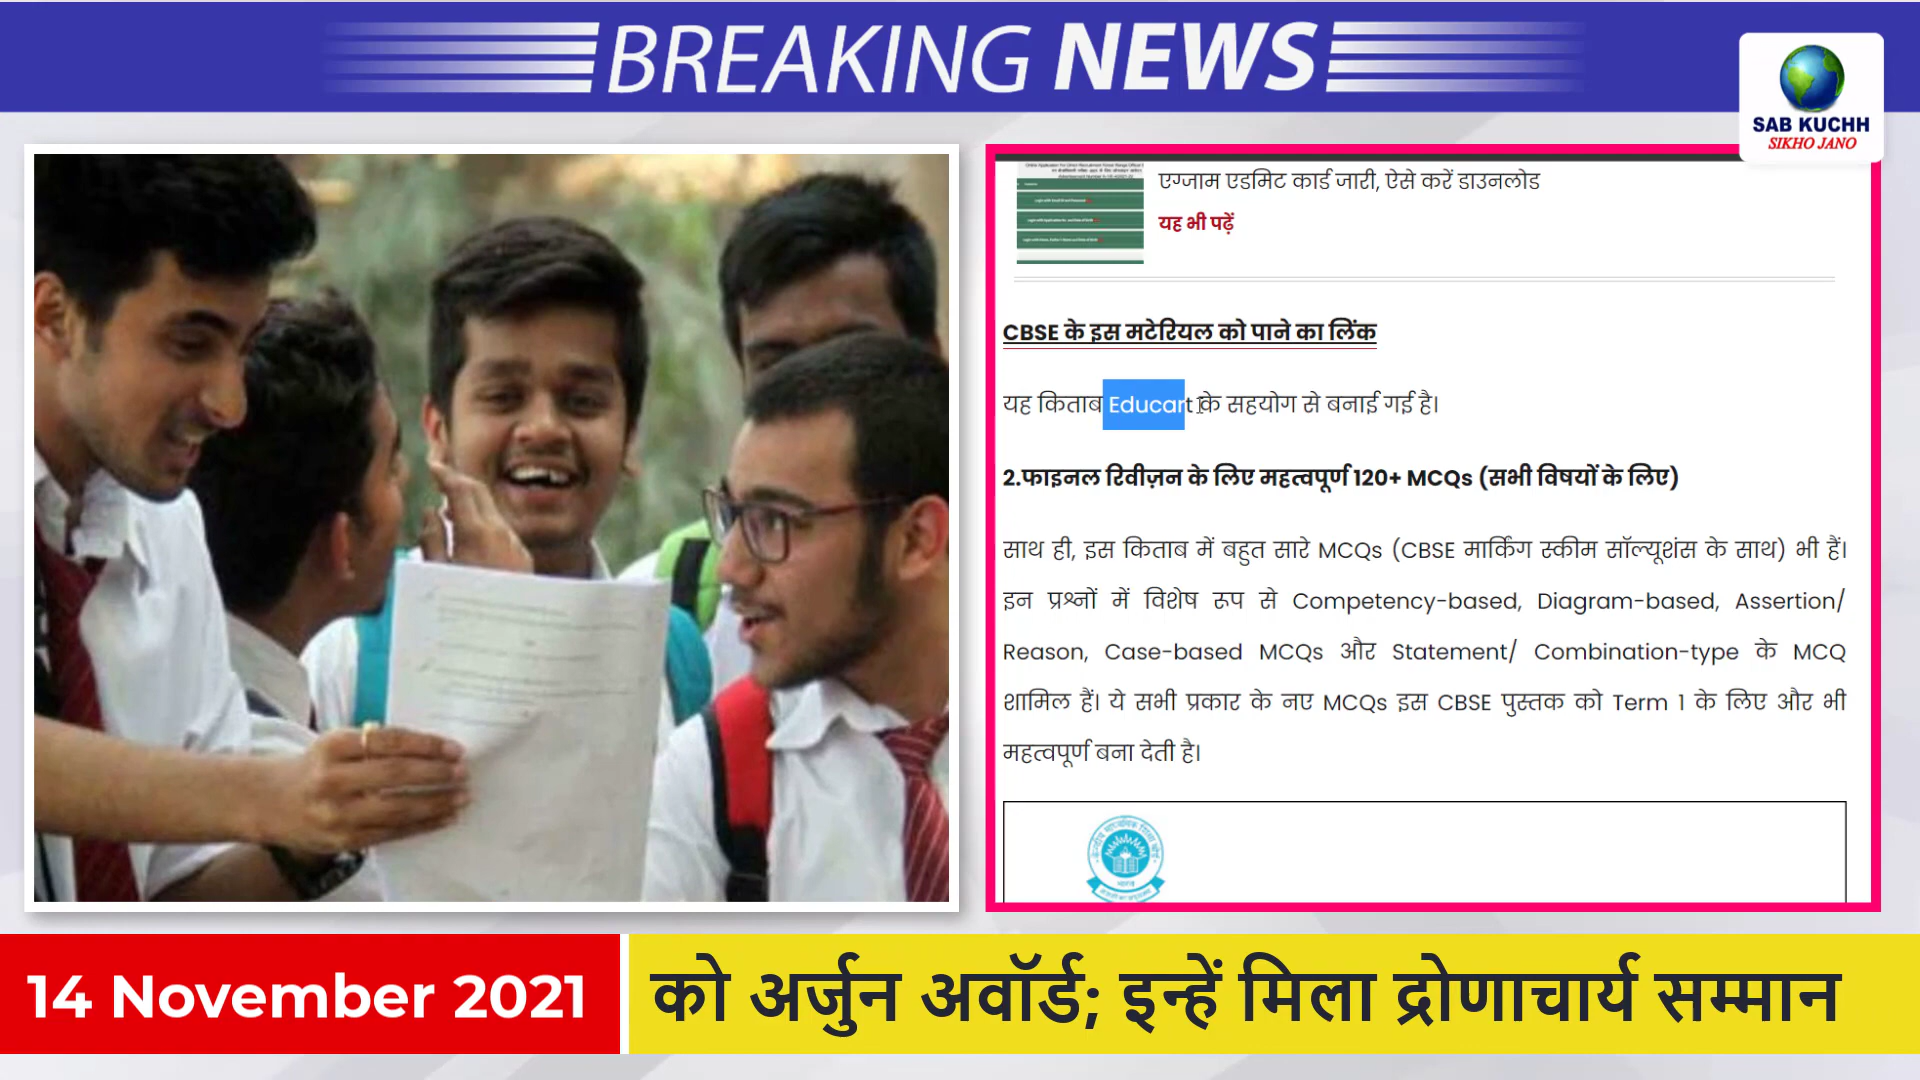 BREAKING NEWS
SAB KUCHH
SIKHO JANO
एग्जाम एडमिट कार्ड जारी, ऐसे करें डाउनलोड
यह भी पढ़ें
CBSE के इस मटेरियल को पाने का लिंक
यह किताब Educart के सहयोग से बनाई गई है।
2.फाइनल रिवीज़न के लिए महत्वपूर्ण 120+ MCQs (सभी विषयों के लिए)
साथ ही, इस किताब में बहुत सारे MCQs (CBSE मार्किंग स्कीम सॉल्यूशंस के साथ) भी हैं।
इन प्रश्नों में विशेष रूप से Competency-based, Diagram-based, Assertion/
Reason, Case-based MCQs और Statement/ Combination-type के MCQ
शामिल हैं। ये सभी प्रकार के नए MCQs इस CBSE पुस्तक को Term 1 के लिए और भी
महत्वपूर्ण बना देती है।
14 November 2021
को अर्जुन अवॉर्ड; इन्हें मिला द्रोणाचार्य सम्मान